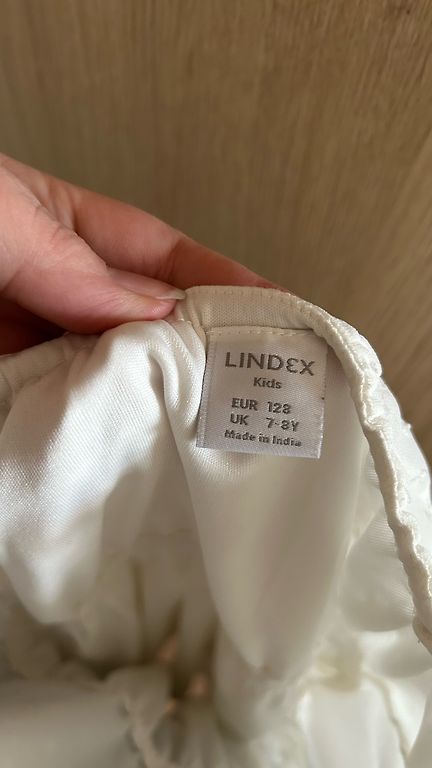 LINDEX
Kids
EUR 128
UK 7-8Y
Made in India